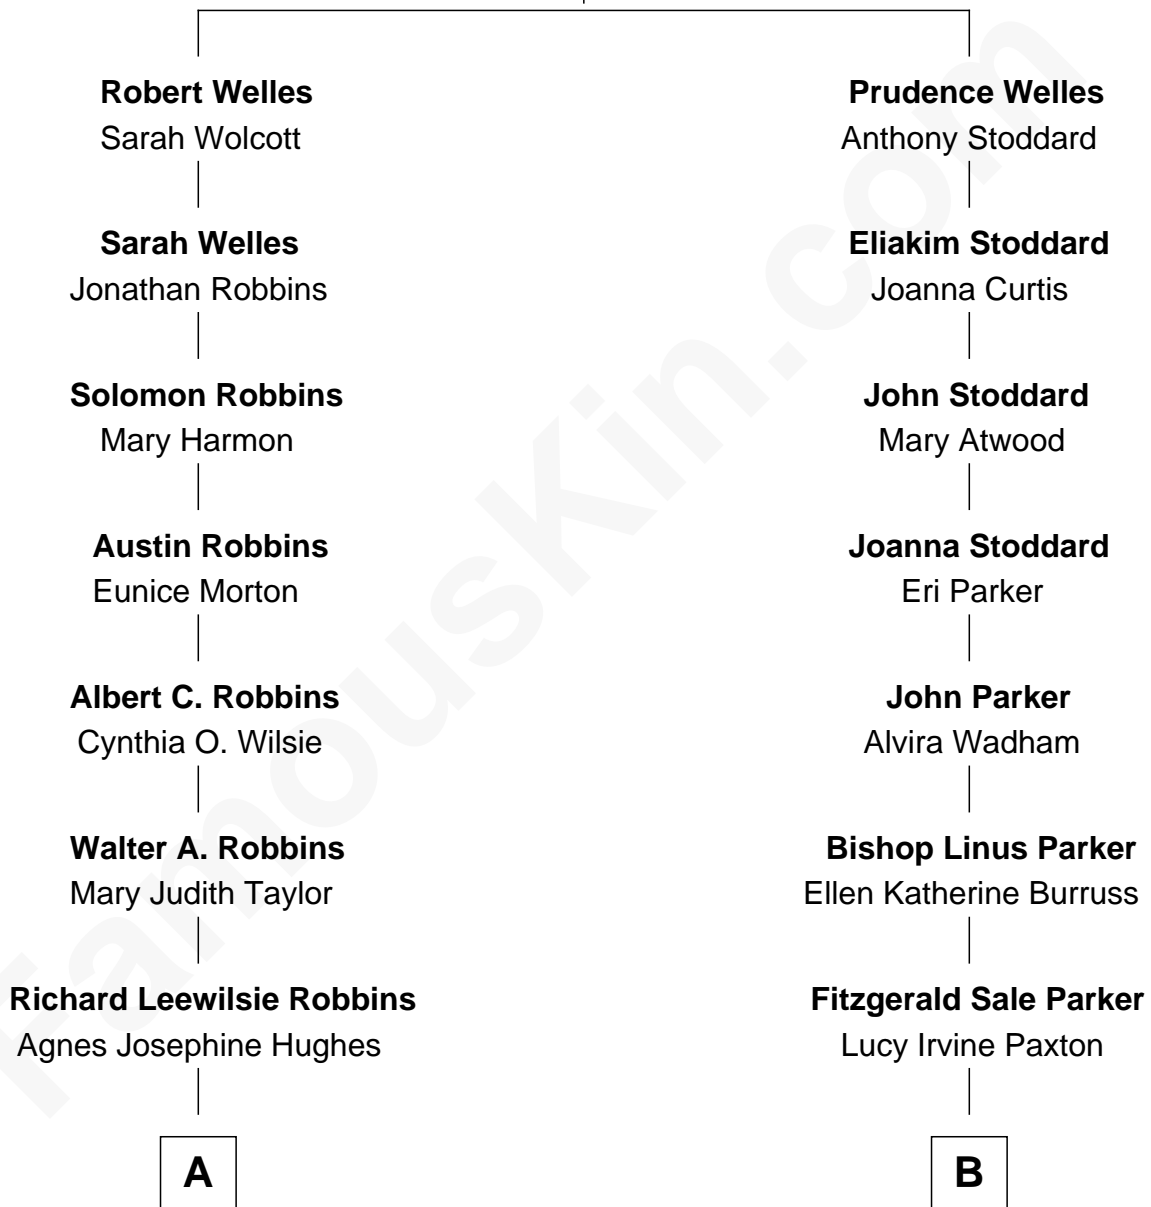 Robert Welles
Sarah Wolcott
Prudence Welles
Anthony Stoddard
Sarah Welles
Jonathan Robbins
Eliakim Stoddard
Joanna Curtis
Solomon Robbins
Mary Harmon
John Stoddard
Mary Atwood
Austin Robbins
Eunice Morton
Joanna Stoddard
Eri Parker
Albert C. Robbins
Cynthia O. Wilsie
John Parker
Alvira Wadham
Walter A. Robbins
Mary Judith Taylor
Bishop Linus Parker
Ellen Katherine Burruss
Richard Leewilsie Robbins
Agnes Josephine Hughes
Fitzgerald Sale Parker
Lucy Irvine Paxton
A
B
FamousKin.com